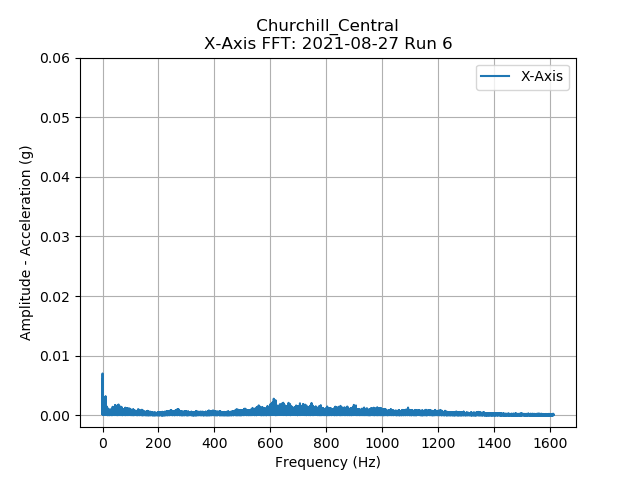 Churchill_Central
X-Axis FFT: 2021-08-27 Run 6
X-Axis
0.06
0.05
0.04
0.03
0.02
0.01
0.00
Amplitude - Acceleration (g)
0 200 400 600 800 1000 1200 1400 1600
Frequency (Hz)